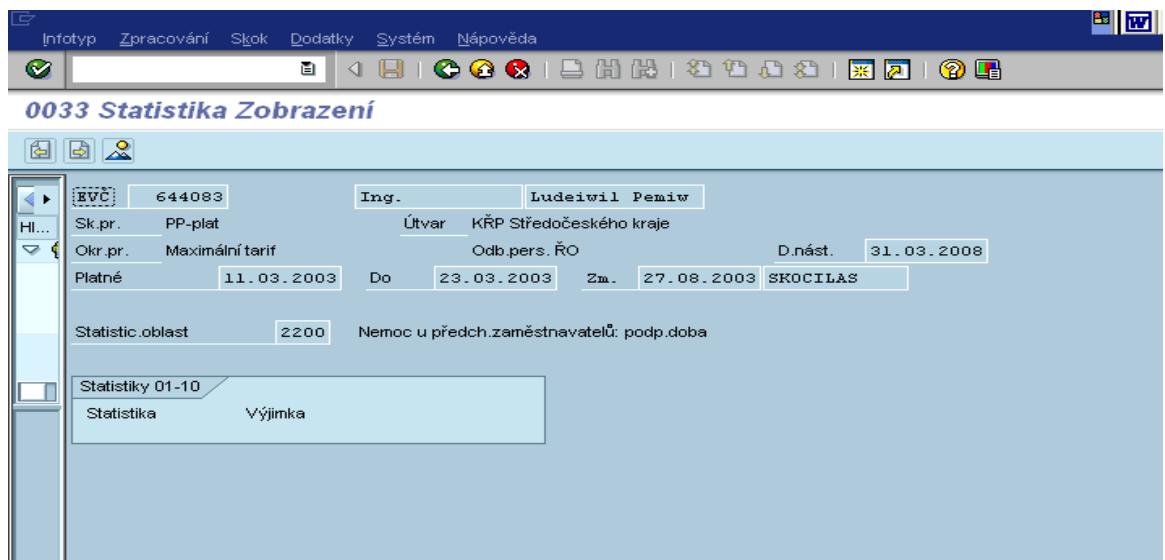 Infotyp Zpracování Skok Dodatky Systém Nápověda
0033 Statistika Zobrazení
EVČ 644083 Ing. Ludeiwil Pemiw
Hl... Sk.pr. PP-plat Útvar KŘP Středočeského kraje
Okr.pr. Maximální tarif Odb.pers. ŘO D.nást. 31.03.2008
Platné 11.03.2003 Do 23.03.2003 Zm. 27.08.2003 SKOCILAS
Statistic.oblast 2200 Nemoc u předch.zaměstnavatelů: podp.doba
Statistiky 01-10
Statistika Výjimka